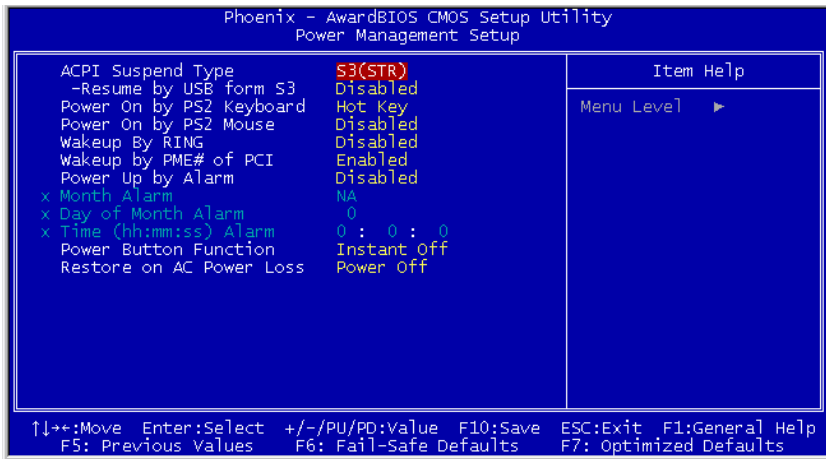 Phoenix - AwardBIOS CMOS Setup Utility
Power Management Setup
ACPI Suspend Type S3(STR)
-Resume by USB form S3 Disabled
Power On by PS2 Keyboard Hot Key
Power On by PS2 Mouse Disabled
Wakeup By RING Disabled
Wakeup by PME# of PCI Enabled
Power Up by Alarm Disabled
x Month Alarm NA
x Day of Month Alarm 0
x Time (hh:mm:ss) Alarm 0 : 0 : 0
Power Button Function Instant Off
Restore on AC Power Loss Power Off
Item Help
Menu Level ►
↑↓→←:Move Enter:Select +/-/PU/PD:Value F10:Save ESC:Exit F1:General Help
F5: Previous Values F6: Fail-Safe Defaults F7: Optimized Defaults